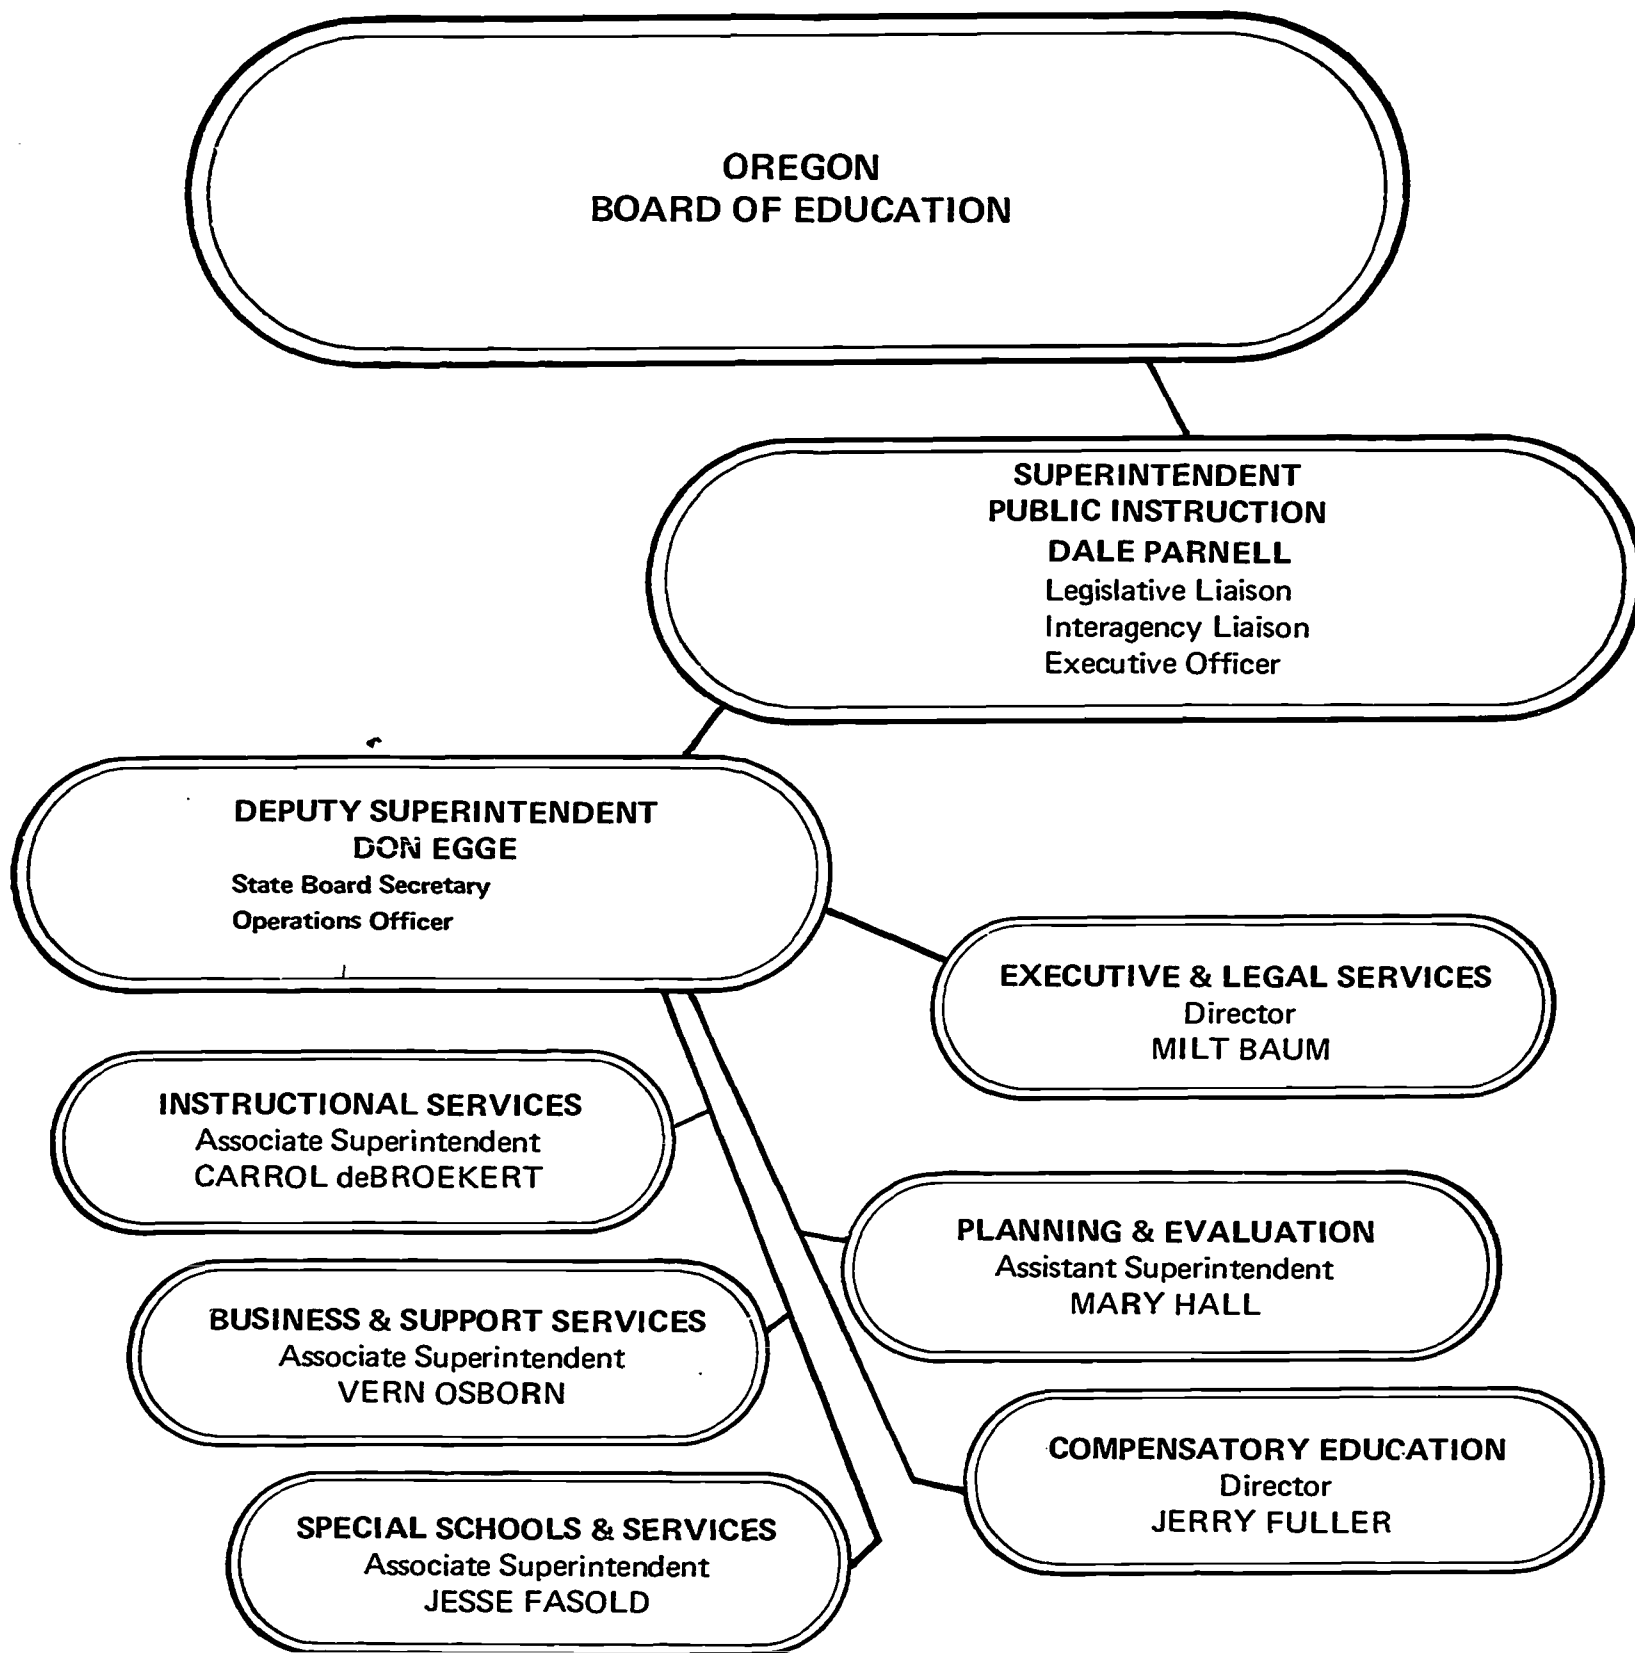 OREGON
BOARD OF EDUCATION
SUPERINTENDENT
PUBLIC INSTRUCTION
DALE PARNELL
Legislative Liaison
Interagency Liaison
Executive Officer
DEPUTY SUPERINTENDENT
DON EGGE
State Board Secretary
Operations Officer
EXECUTIVE & LEGAL SERVICES
Director
MILT BAUM
INSTRUCTIONAL SERVICES
Associate Superintendent
CARROL deBROEKERT
PLANNING & EVALUATION
Assistant Superintendent
MARY HALL
BUSINESS & SUPPORT SERVICES
Associate Superintendent
VERN OSBORN
COMPENSATORY EDUCATION
Director
JERRY FULLER
SPECIAL SCHOOLS & SERVICES
Associate Superintendent
JESSE FASOLD